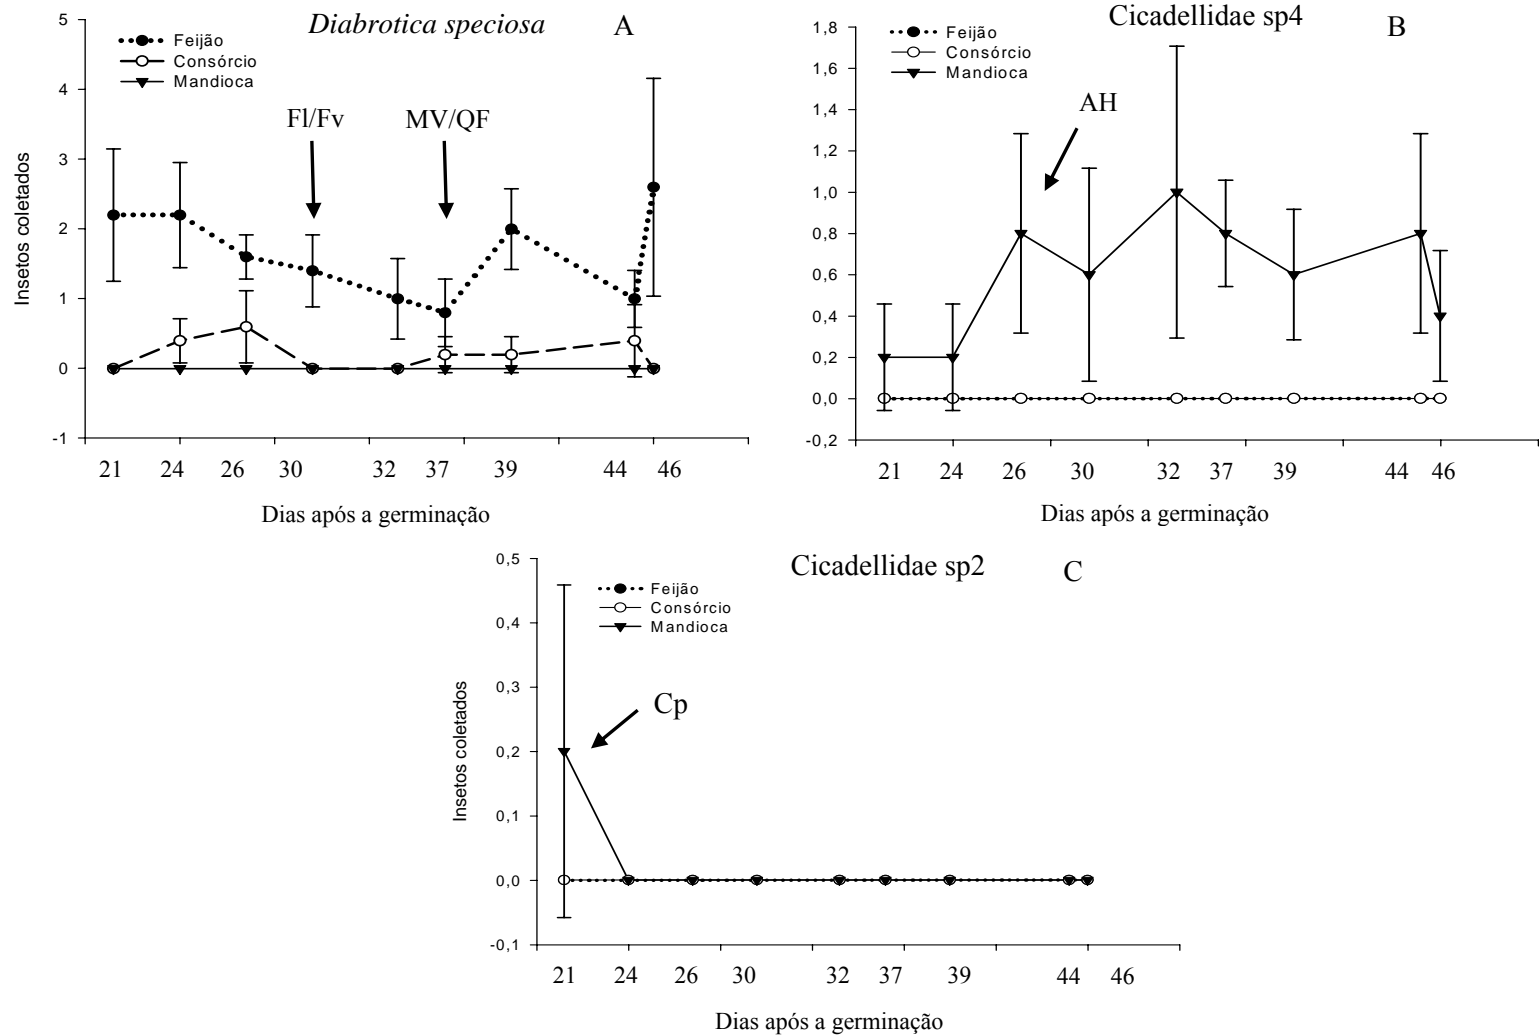 Diabrotica speciosa
A
Feijão
Consórcio
Mandioca
Fl/Fv
MV/QF
Insetos coletados
5
4
3
2
1
0
-1
21 24 26 30 32 37 39 44 46
Dias após a germinação
Cicadellidae sp4
B
Feijão
Consórcio
Mandioca
AH
1,8
1,6
1,4
1,2
1,0
0,8
0,6
0,4
0,2
0,0
-0,2
21 24 26 30 32 37 39 44 46
Dias após a germinação
Cicadellidae sp2
C
Feijão
Consórcio
Mandioca
Cp
Insetos coletados
0,5
0,4
0,3
0,2
0,1
0,0
-0,1
21 24 26 30 32 37 39 44 46
Dias após a germinação